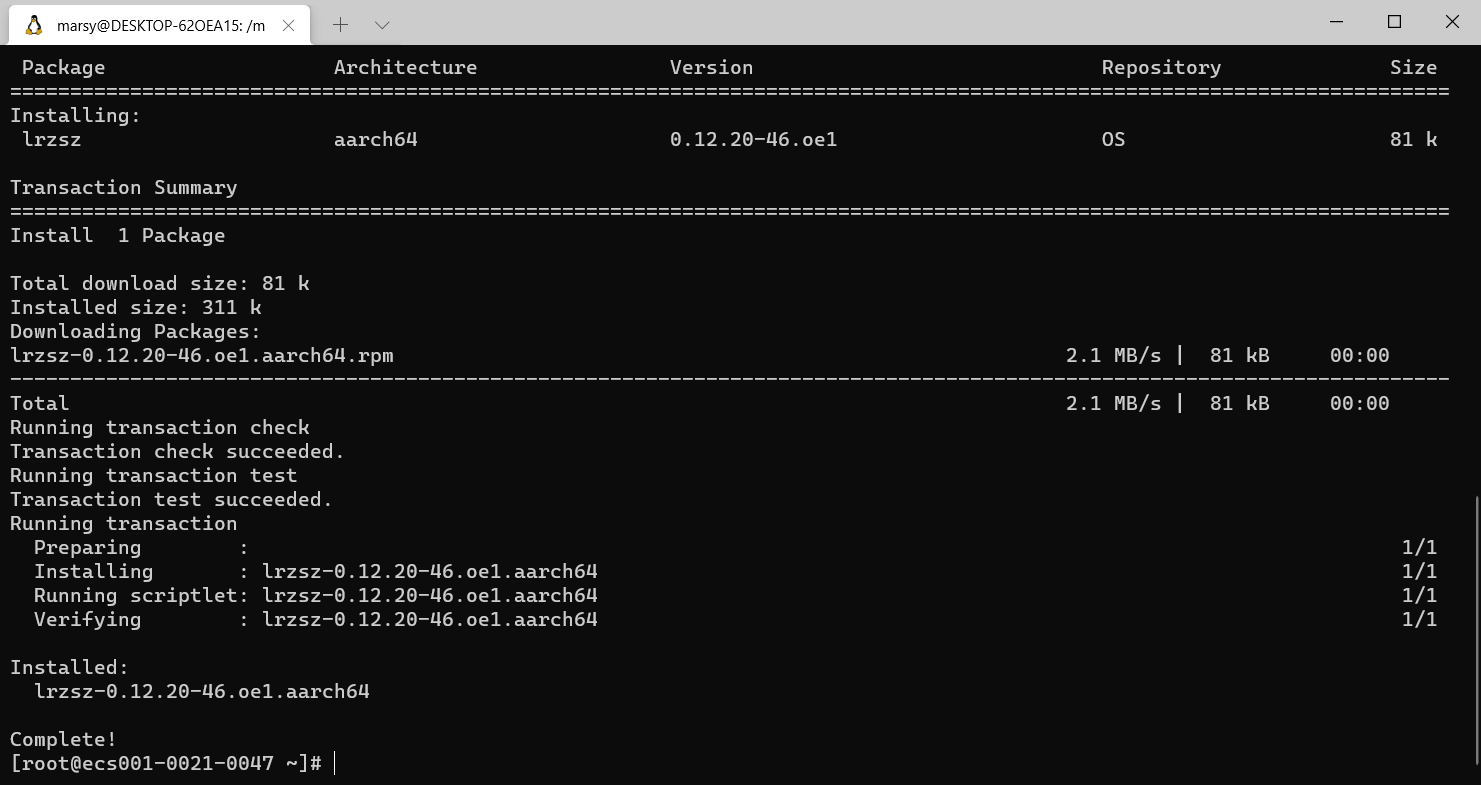 marsy@DESKTOP-62OEA15: /m
Package Architecture Version Repository Size
========================================================================================================================
Installing:
lrzsz aarch64 0.12.20-46.oe1 OS 81 k
Transaction Summary
========================================================================================================================
Install  1 Package
Total download size: 81 k
Installed size: 311 k
Downloading Packages:
lrzsz-0.12.20-46.oe1.aarch64.rpm 2.1 MB/s |  81 kB 00:00
------------------------------------------------------------------------------------------------------------------------
Total 2.1 MB/s |  81 kB 00:00
Running transaction check
Transaction check succeeded.
Running transaction test
Transaction test succeeded.
Running transaction
Preparing : 1/1
Installing : lrzsz-0.12.20-46.oe1.aarch64 1/1
Running scriptlet: lrzsz-0.12.20-46.oe1.aarch64 1/1
Verifying : lrzsz-0.12.20-46.oe1.aarch64 1/1
Installed:
lrzsz-0.12.20-46.oe1.aarch64
Complete!
[root@ecs001-0021-0047 ~]#